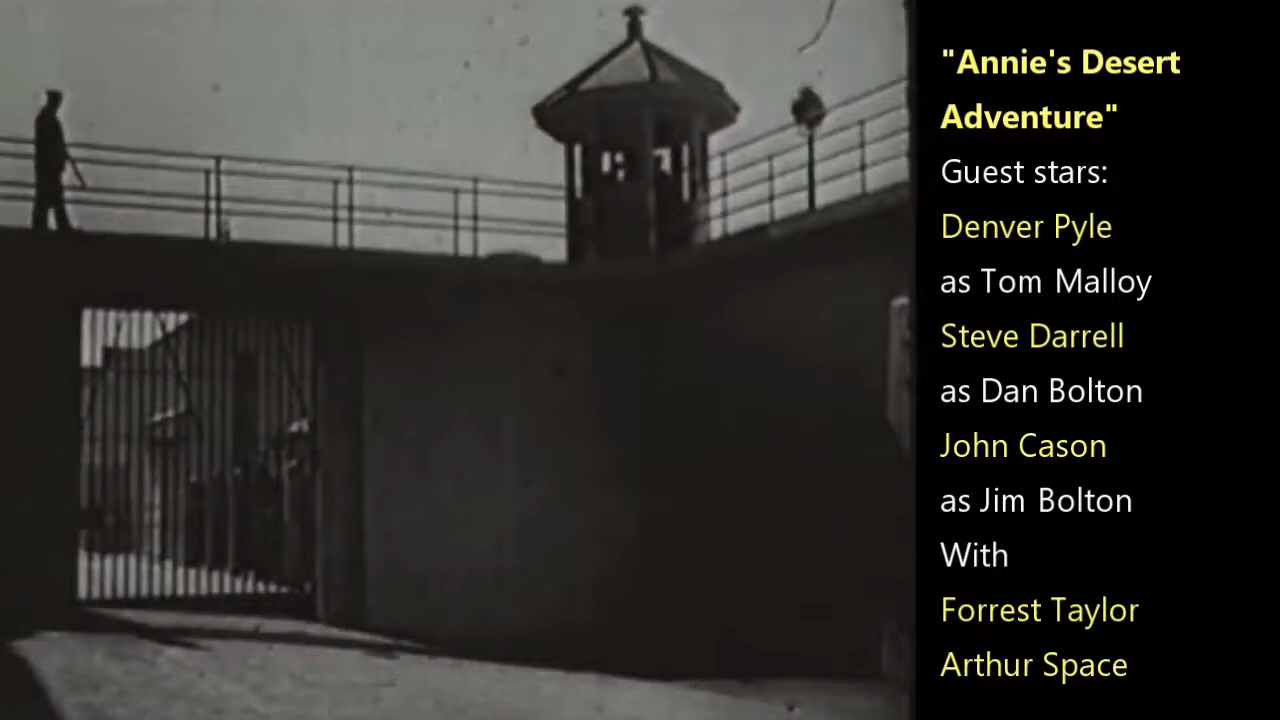 "Annie's Desert
Adventure"
Guest stars:
Denver Pyle
as Tom Malloy
Steve Darrell
as Dan Bolton
John Cason
as Jim Bolton
With
Forrest Taylor
Arthur Space